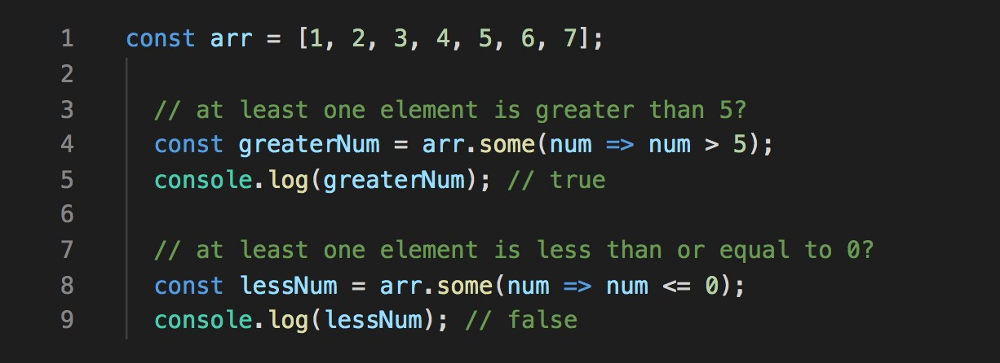 1 const arr = [1, 2, 3, 4, 5, 6, 7];
2
3 // at least one element is greater than 5?
4 const greaterNum = arr.some(num => num > 5);
5 console.log(greaterNum); // true
6
7 // at least one element is less than or equal to 0?
8 const lessNum = arr.some(num => num <= 0);
9 console.log(lessNum); // false